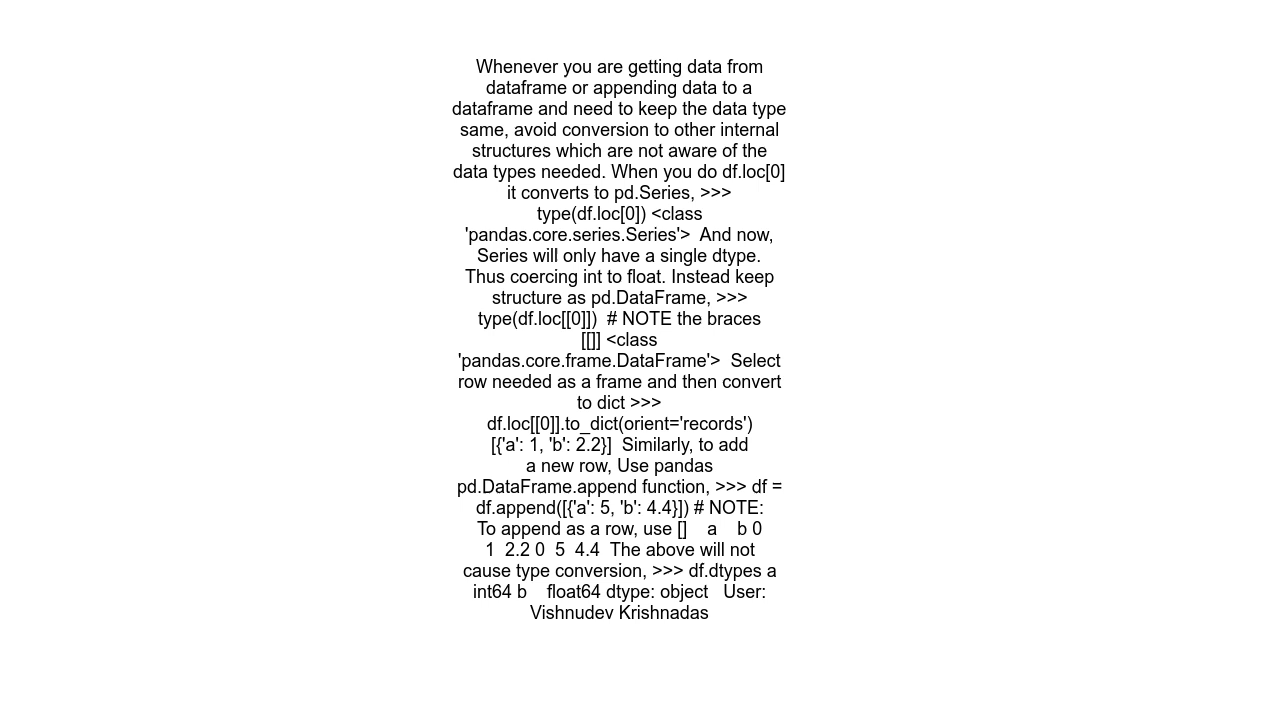 Whenever you are getting data from
dataframe or appending data to a
dataframe and need to keep the data type
same, avoid conversion to other internal
structures which are not aware of the
data types needed. When you do df.loc[0]
it converts to pd.Series, >>>
type(df.loc[0]) <class
'pandas.core.series.Series'>  And now,
Series will only have a single dtype.
Thus coercing int to float. Instead keep
structure as pd.DataFrame, >>>
type(df.loc[[0]])  # NOTE the braces
[[]] <class
'pandas.core.frame.DataFrame'>  Select
row needed as a frame and then convert
to dict >>>
df.loc[[0]].to_dict(orient='records')
[{'a': 1, 'b': 2.2}]  Similarly, to add
a new row, Use pandas
pd.DataFrame.append function, >>> df =
df.append([{'a': 5, 'b': 4.4}]) # NOTE:
To append as a row, use []    a    b 0
1  2.2 0  5  4.4  The above will not
cause type conversion, >>> df.dtypes a
int64 b    float64 dtype: object   User:
Vishnudev Krishnadas